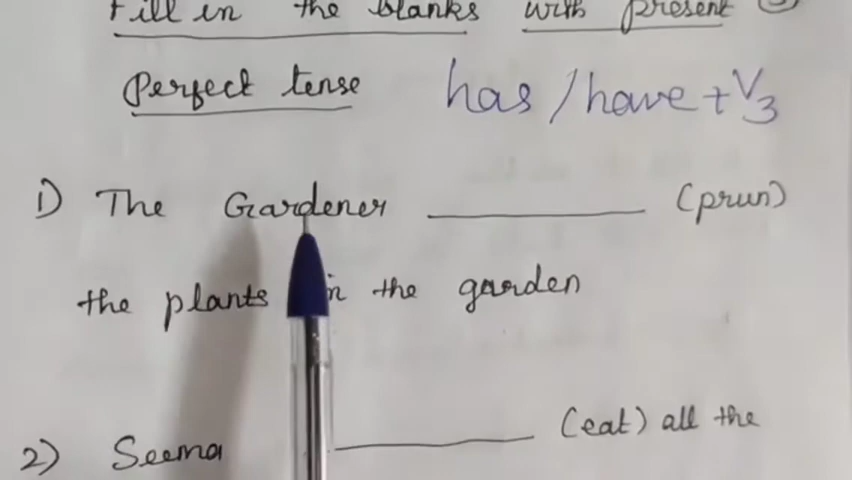 Fill in the blanks with present
Perfect tense has/have + V3
1) The Gardener ________ (prun)
the plants in the garden
2) Seema ________ (eat) all the